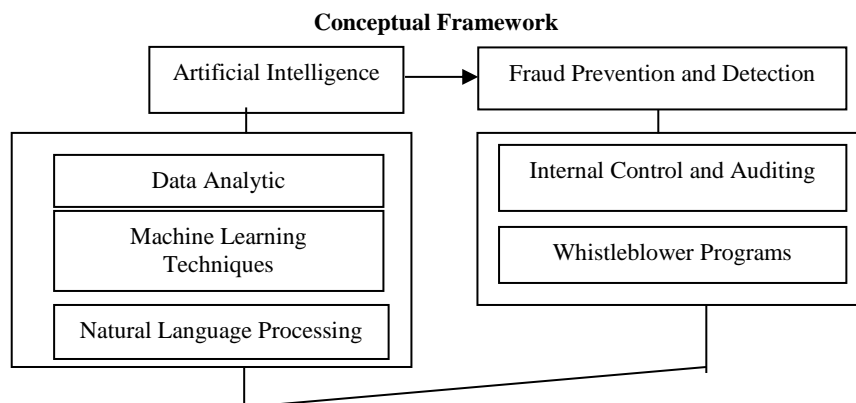 Conceptual Framework
Artificial Intelligence
Fraud Prevention and Detection
Data Analytic
Machine Learning
Techniques
Natural Language Processing
Internal Control and Auditing
Whistleblower Programs